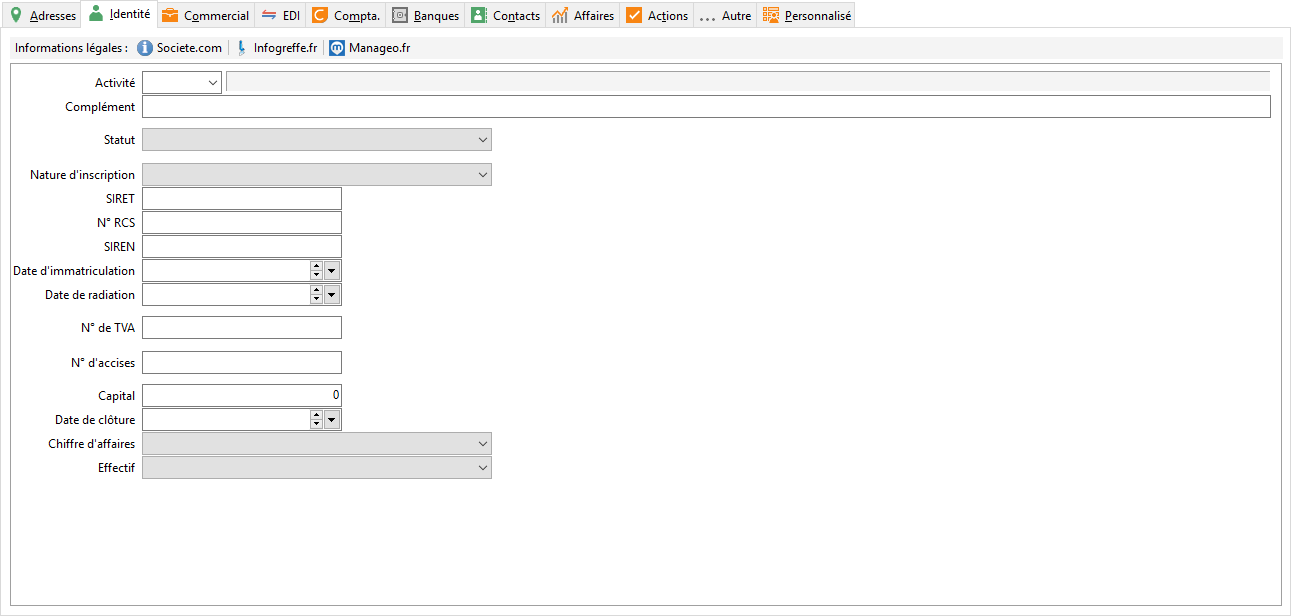 Adresses Identité Commercial EDI Compta. Banques Contacts Affaires Actions ... Autre Personnalisé
Informations légales : Societe.com Infogreffe.fr Manageo.fr
Activité
Complément
Statut
Nature d'inscription
SIRET
N° RCS
SIREN
Date d'immatriculation
Date de radiation
N° de TVA
N° d'accises
Capital 0
Date de clôture
Chiffre d'affaires
Effectif